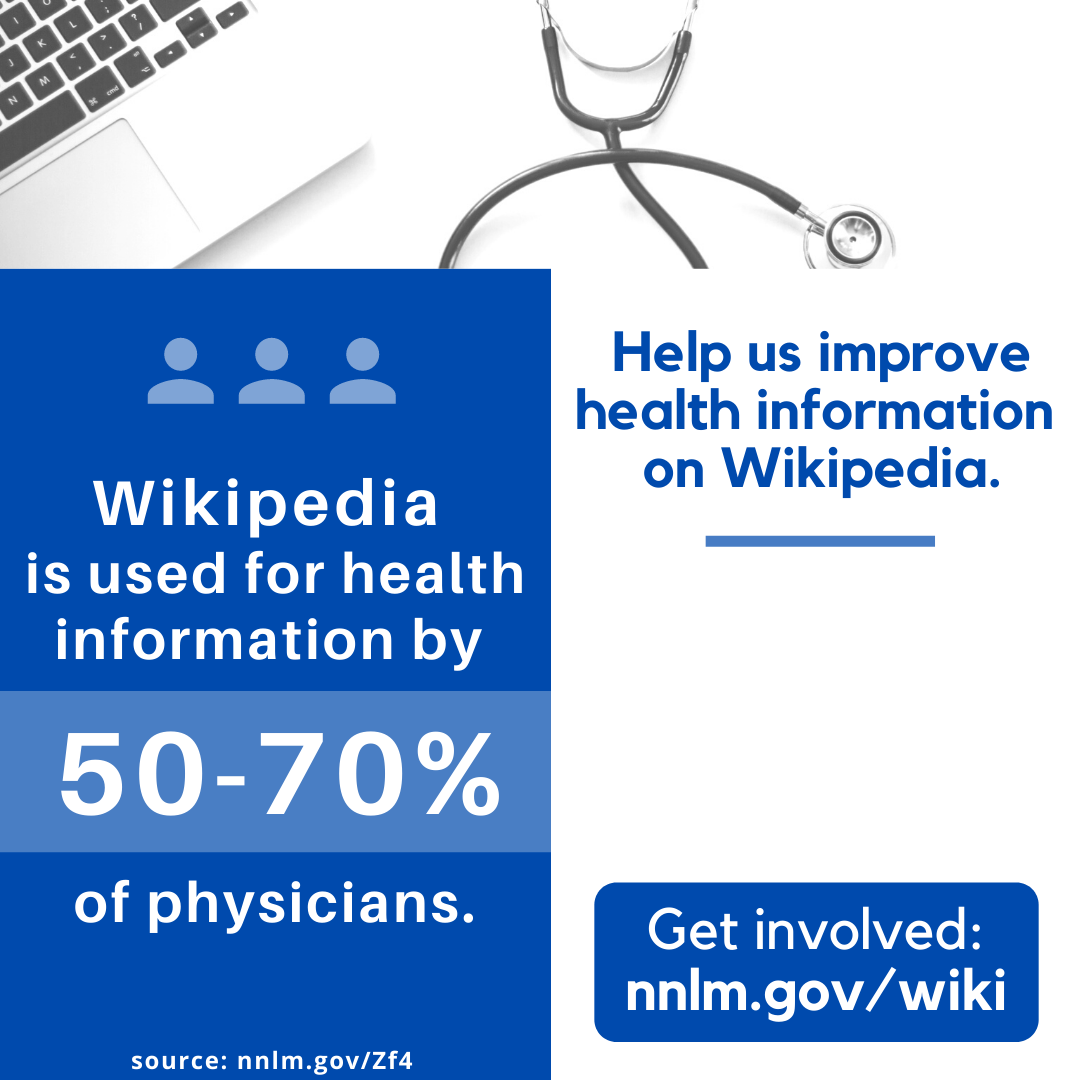 Wikipedia
is used for health
information by
50-70%
of physicians.
source: nnlm.gov/Zf4
Help us improve
health information
on Wikipedia.
Get involved:
nnlm.gov/wiki